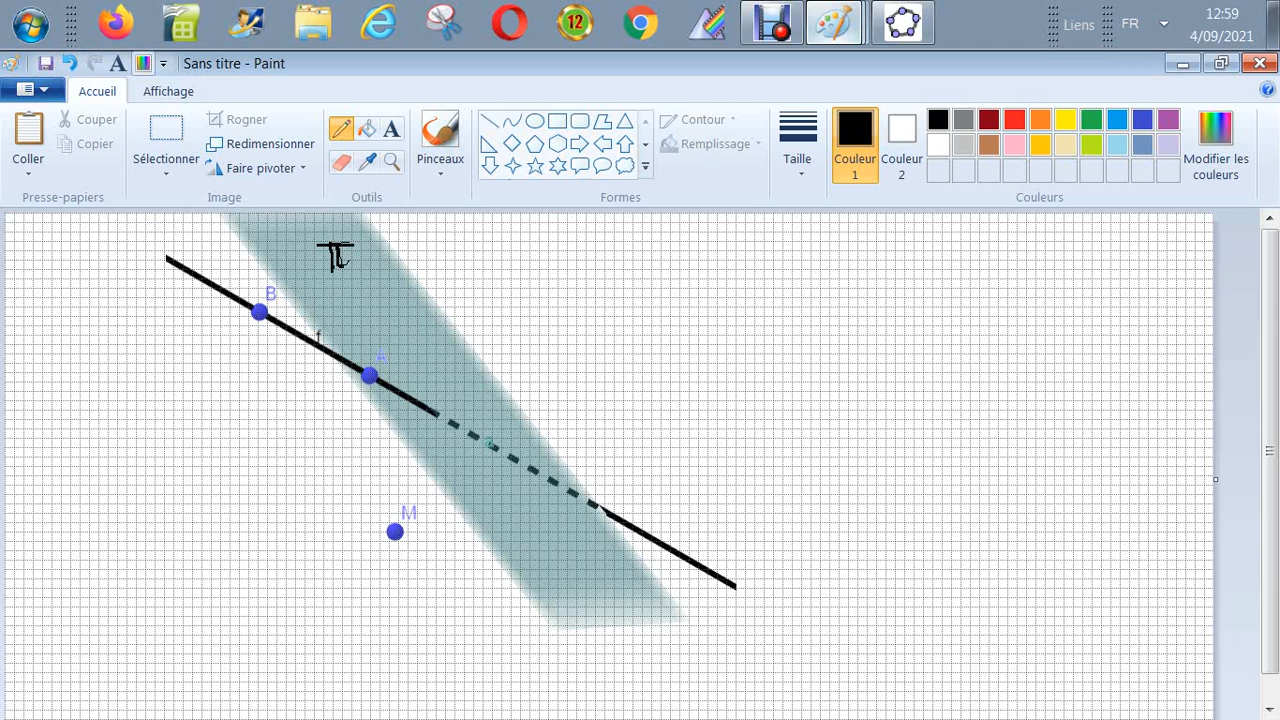 12
Liens
FR
12:59
4/09/2021
Sans titre - Paint
Accueil
Affichage
Coller
Couper
Copier
Presse-papiers
Sélectionner
Rogner
Redimensionner
Faire pivoter
Image
A
Outils
Pinceaux
Contour
Remplissage
Formes
Taille
Couleur
1
Couleur
2
Modifier les
couleurs
Couleurs
π
B
f
A
M